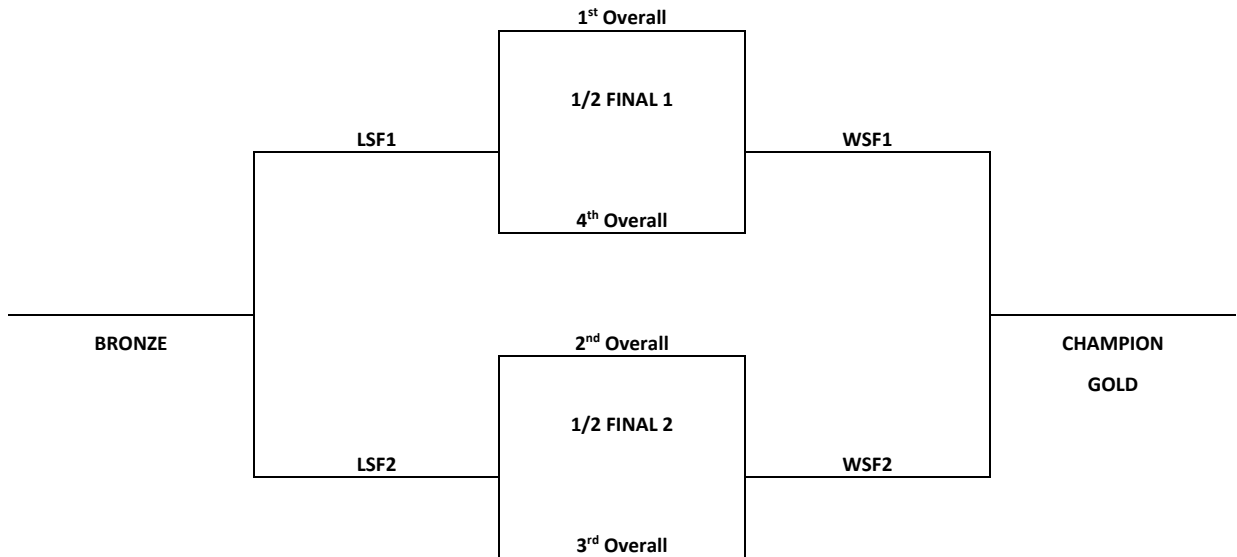 1st Overall
1/2 FINAL 1
LSF1
WSF1
4th Overall
BRONZE
2nd Overall
CHAMPION
GOLD
1/2 FINAL 2
LSF2
WSF2
3rd Overall